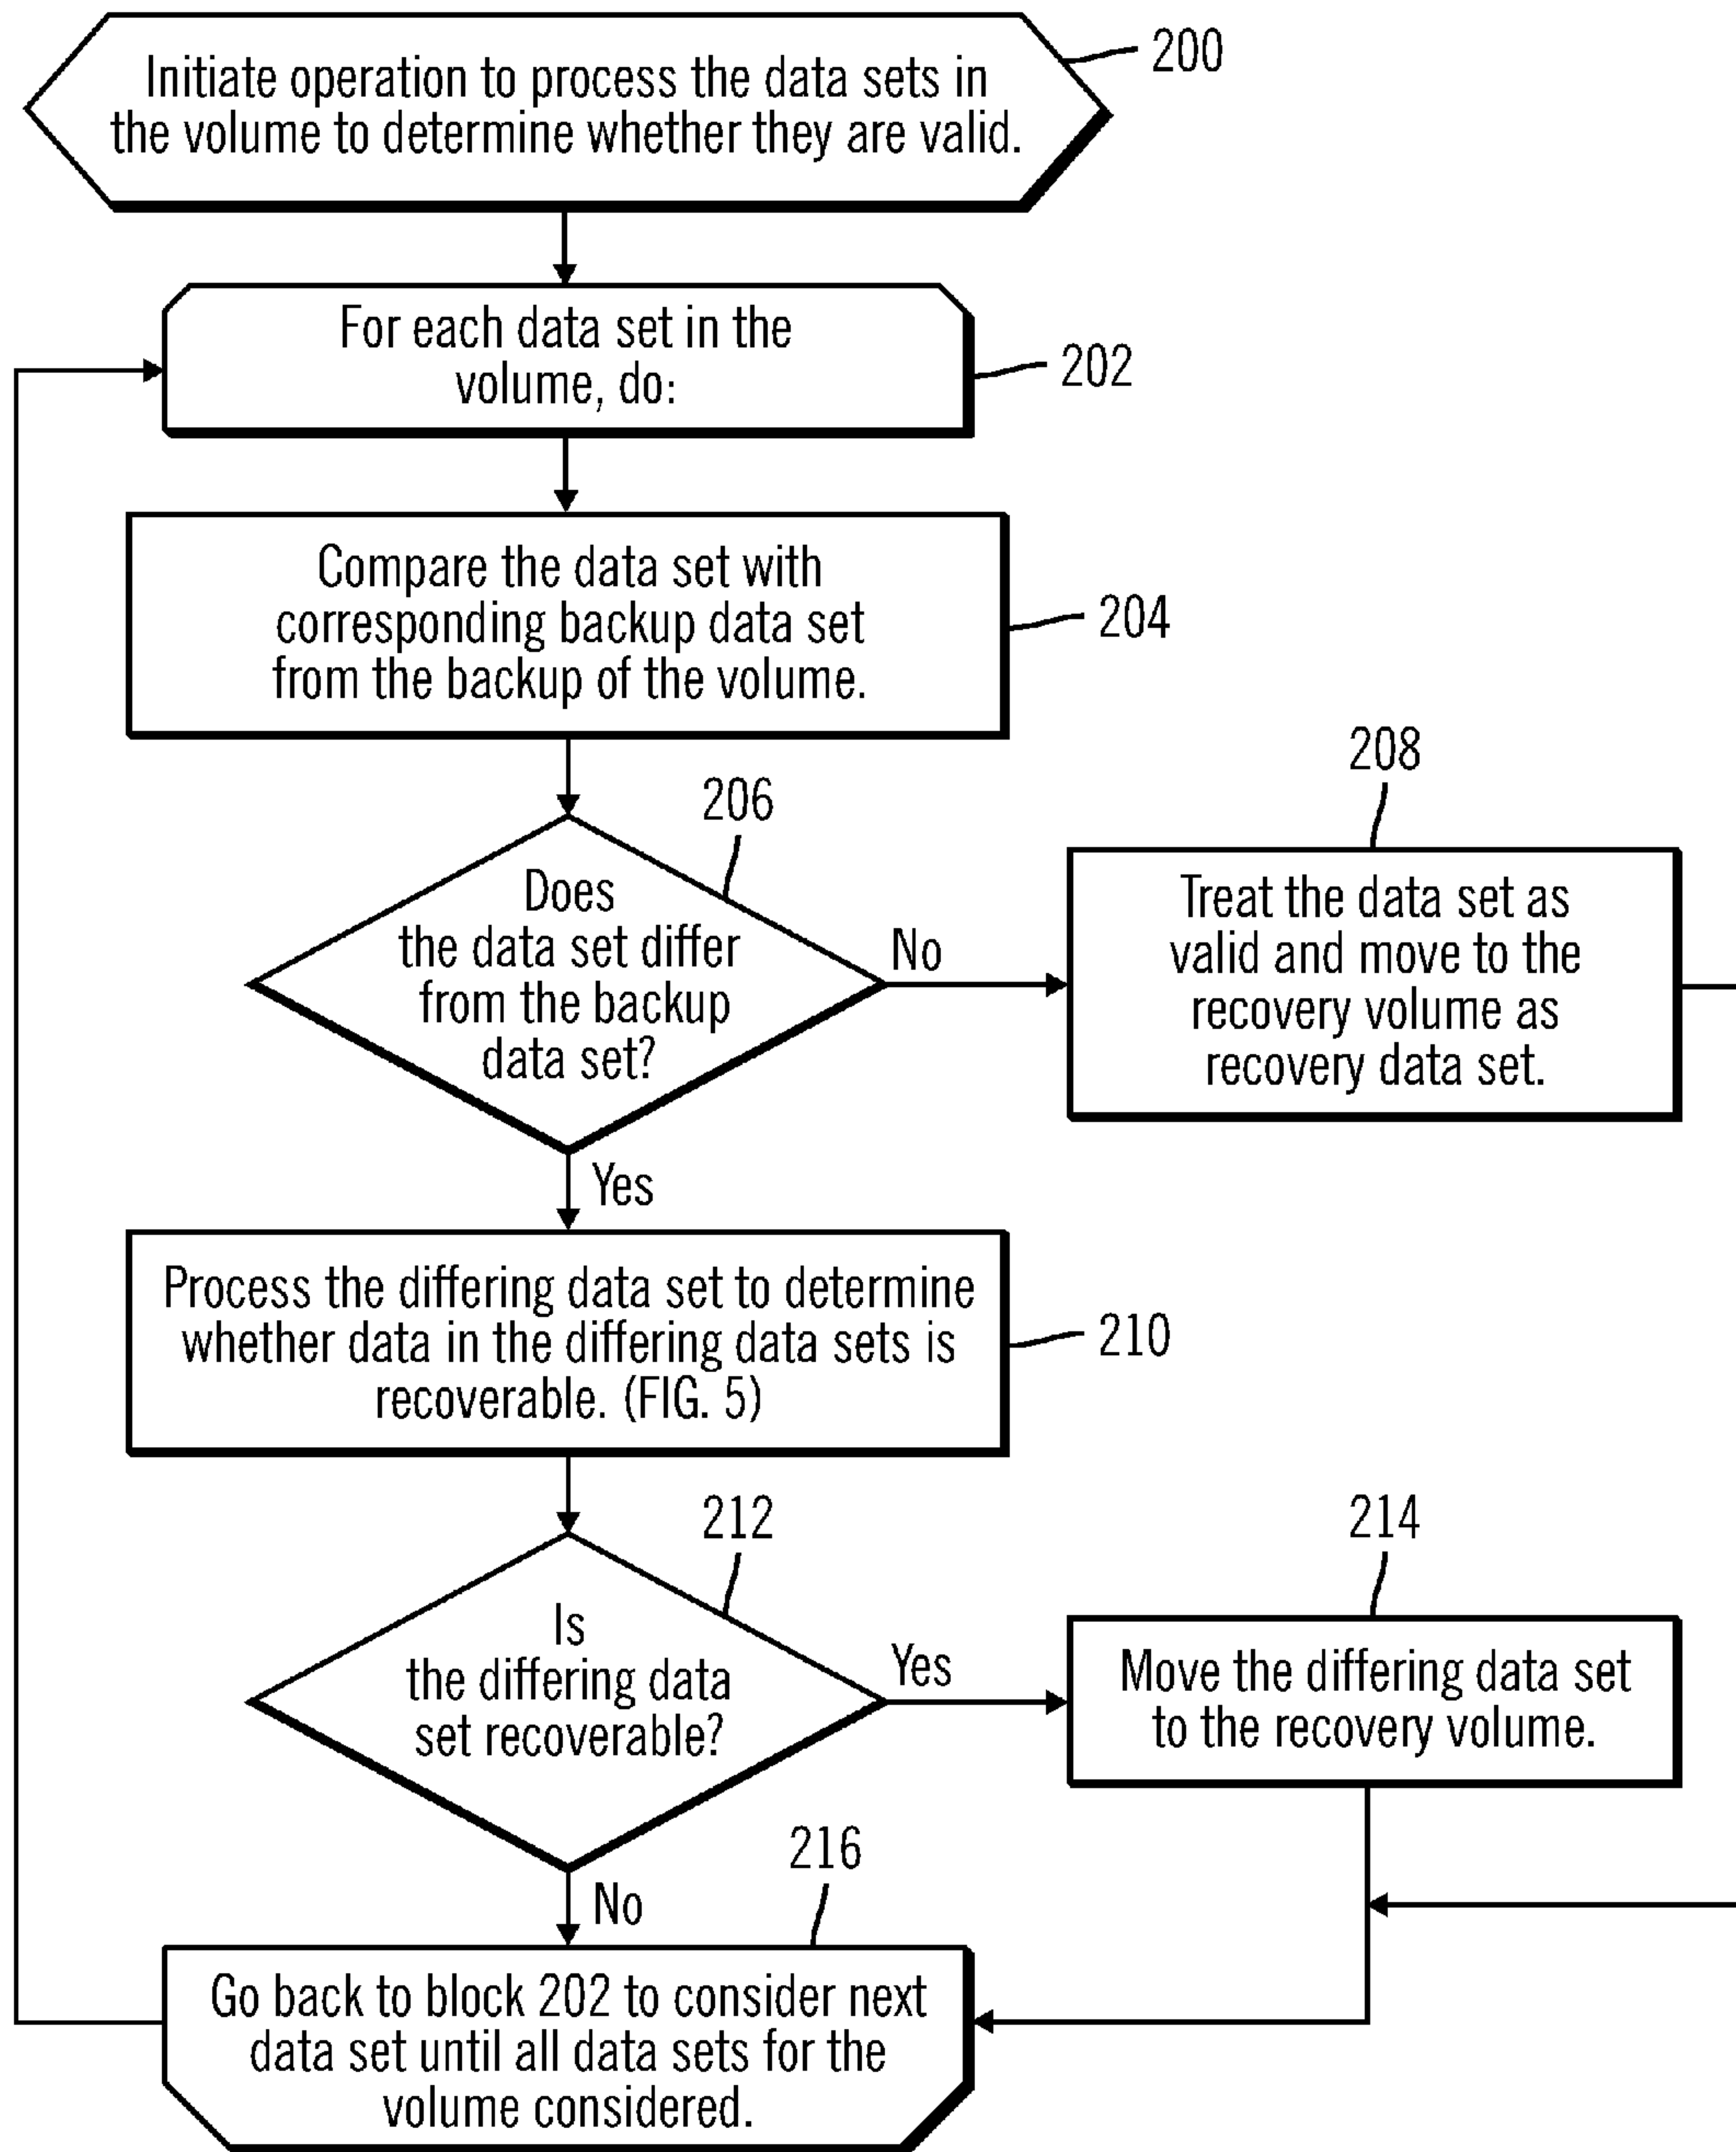 Initiate operation to process the data sets in
the volume to determine whether they are valid.
200
For each data set in the
volume, do:
202
Compare the data set with
corresponding backup data set
from the backup of the volume.
204
206
Does
the data set differ
from the backup
data set?
No
208
Treat the data set as
valid and move to the
recovery volume as
recovery data set.
Yes
Process the differing data set to determine
whether data in the differing data sets is
recoverable. (FIG. 5)
210
212
Is
the differing data
set recoverable?
Yes
214
Move the differing data set
to the recovery volume.
No
216
Go back to block 202 to consider next
data set until all data sets for the
volume considered.